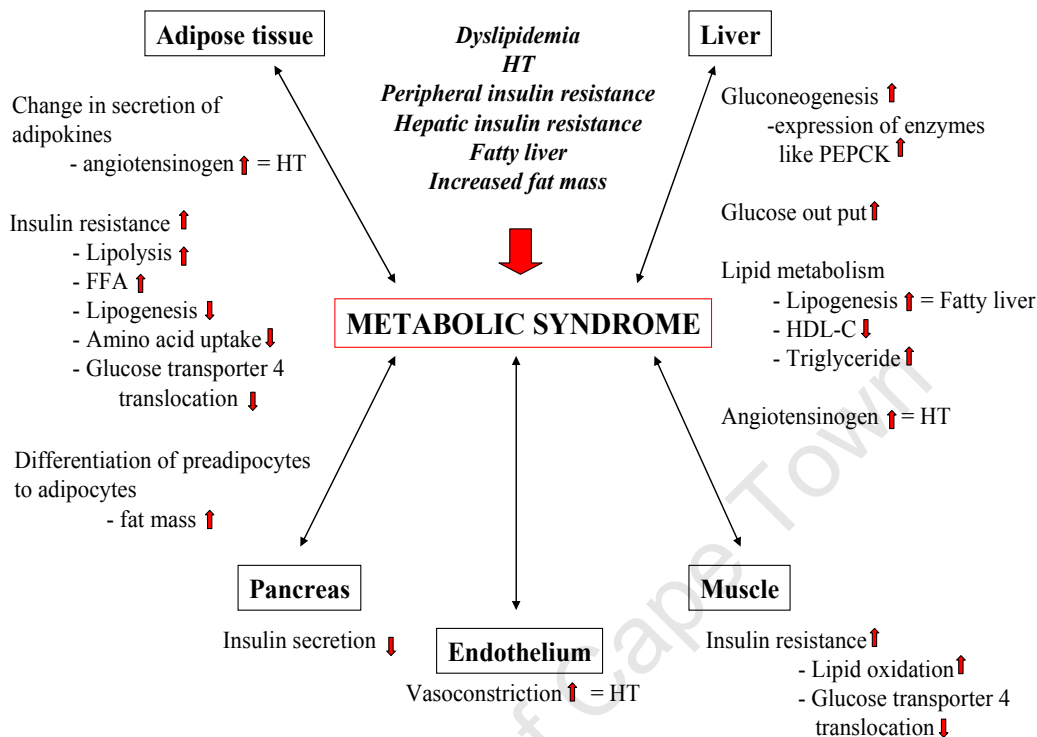 Adipose tissue
Change in secretion of
adipokines
- angiotensinogen ↑ = HT
Insulin resistance ↑
- Lipolysis ↑
- FFA ↑
- Lipogenesis ↓
- Amino acid uptake ↓
- Glucose transporter 4
translocation ↓
Differentiation of preadipocytes
to adipocytes
- fat mass ↑
Dyslipidemia
HT
Peripheral insulin resistance
Hepatic insulin resistance
Fatty liver
Increased fat mass
METABOLIC SYNDROME
Liver
Gluconeogenesis ↑
-expression of enzymes
like PEPCK ↑
Glucose out put ↑
Lipid metabolism
- Lipogenesis ↑ = Fatty liver
- HDL-C ↓
- Triglyceride ↑
Angiotensinogen ↑ = HT
Pancreas
Insulin secretion ↓
Endothelium
Vasoconstriction ↑ = HT
Muscle
Insulin resistance ↑
- Lipid oxidation ↑
- Glucose transporter 4
translocation ↓
of Cape Town